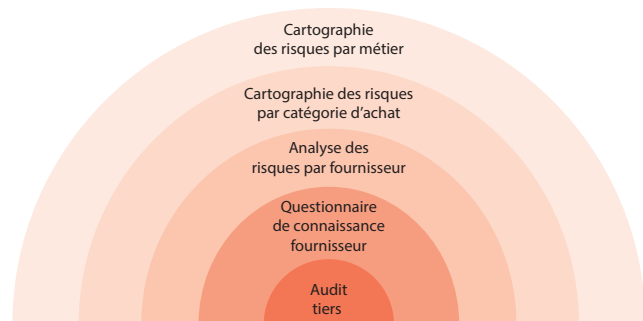 Cartographie
des risques par métier
Cartographie des risques
par catégorie d'achat
Analyse des
risques par fournisseur
Questionnaire
de connaissance
fournisseur
Audit
tiers